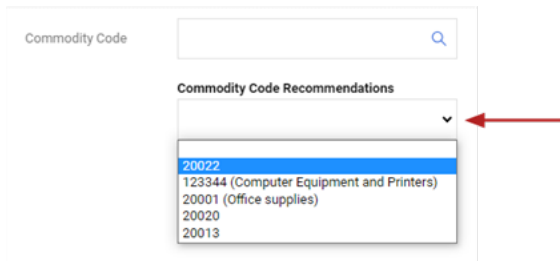 Commodity Code
Commodity Code Recommendations
20022
123344 (Computer Equipment and Printers)
20001 (Office supplies)
20020
20013